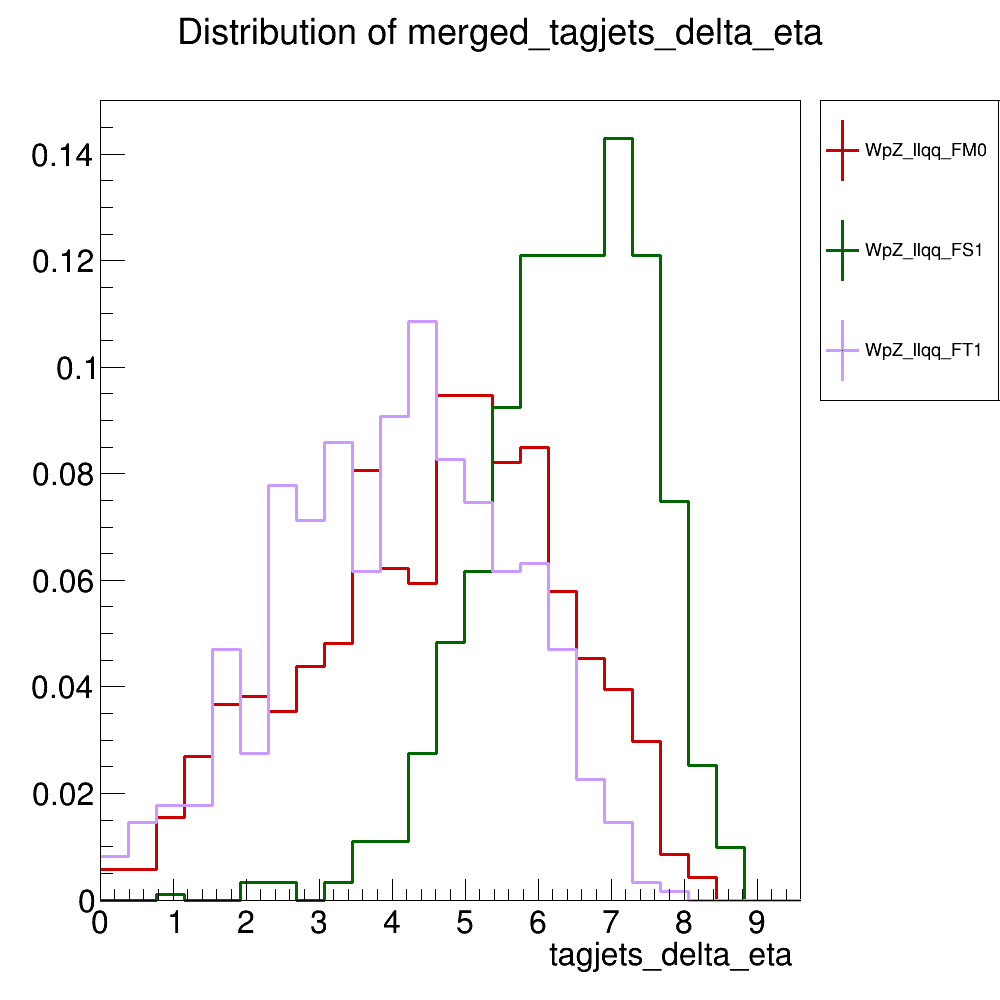 Distribution of merged_tagjets_delta_eta
0.14
0.12
0.1
0.08
0.06
0.04
0.02
0
0 1 2 3 4 5 6 7 8 9
tagjets_delta_eta
WpZ_llqq_FM0
WpZ_llqq_FS1
WpZ_llqq_FT1